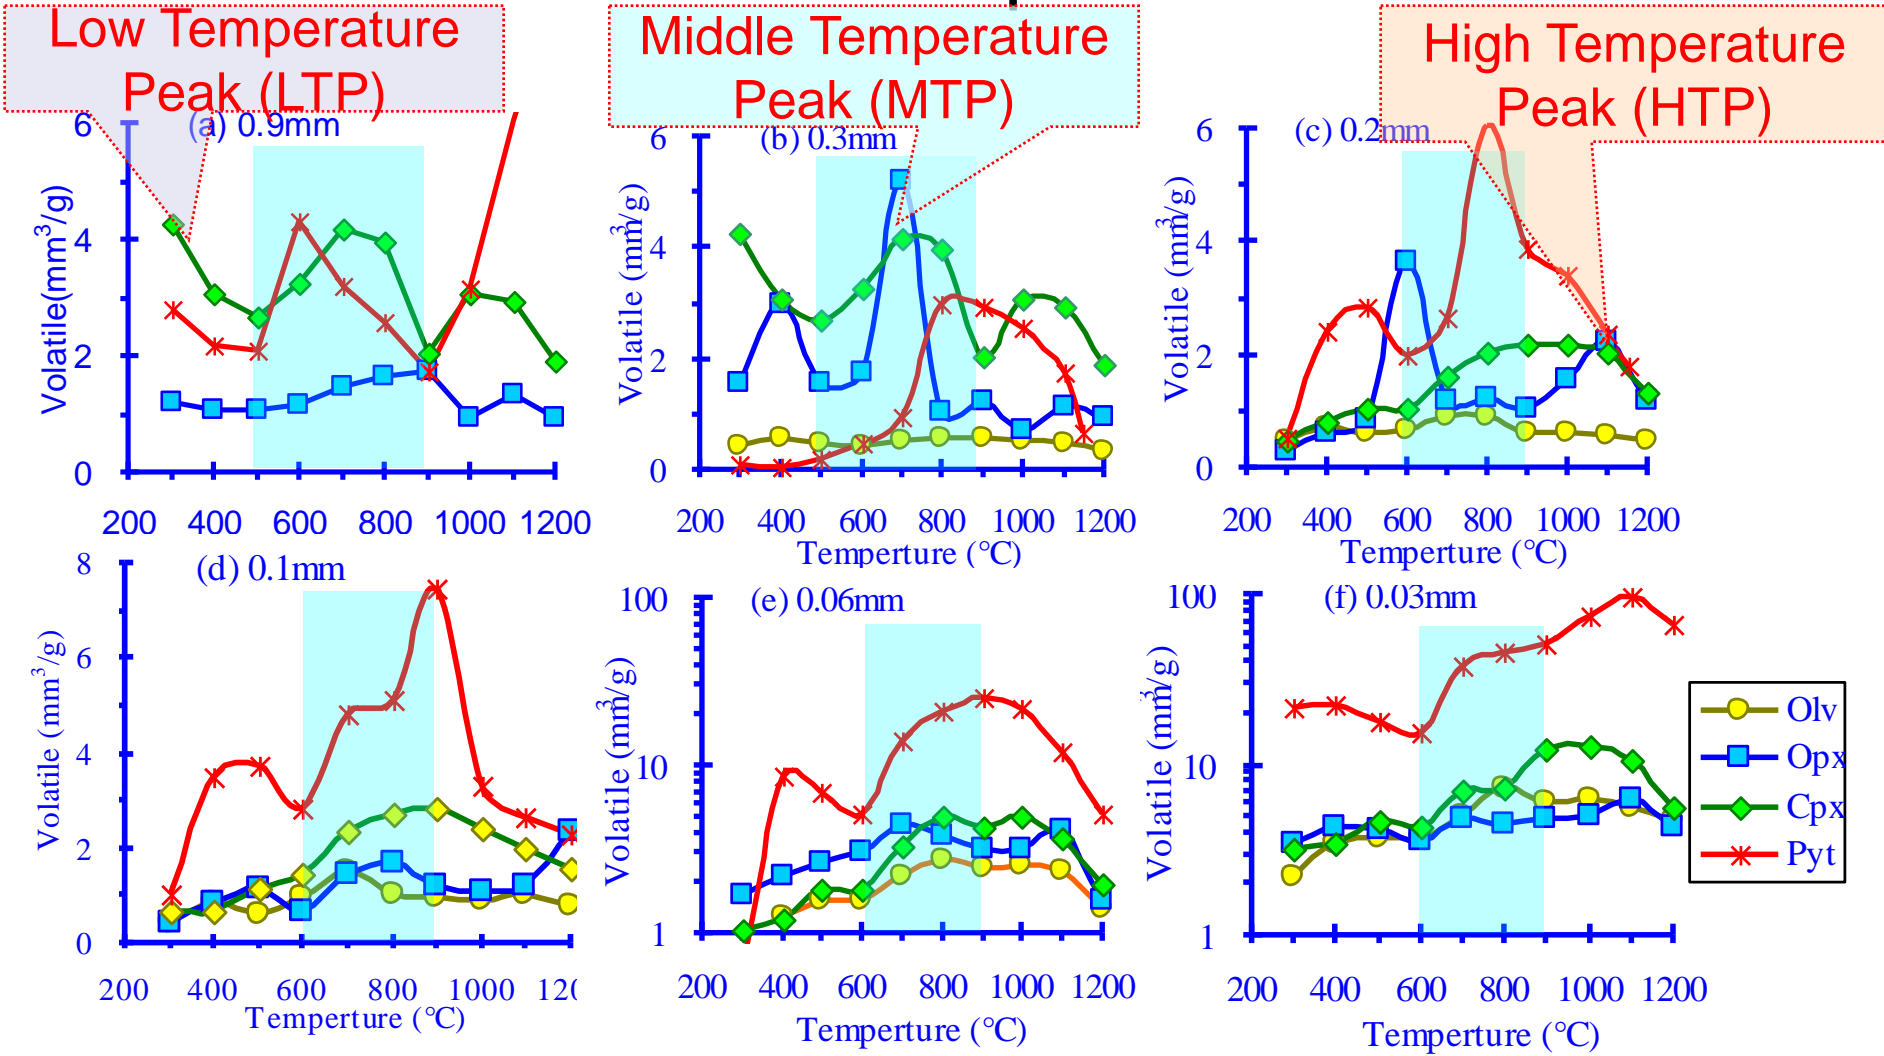 Low Temperature
Peak (LTP)
Middle Temperature
Peak (MTP)
High Temperature
Peak (HTP)
(a) 0.9mm
Volatile(mm³/g)
6
4
2
0
200 400 600 800 1000 1200
(b) 0.3mm
Volatile (mm³/g)
6
4
2
0
200 400 600 800 1000 1200
Temperture (°C)
(c) 0.2mm
Volatile (mm³/g)
6
4
2
0
200 400 600 800 1000 1200
Temperture (°C)
(d) 0.1mm
Volatile (mm³/g)
8
6
4
2
0
200 400 600 800 1000 120
Temperture (°C)
(e) 0.06mm
Volatile (mm³/g)
100
10
1
200 400 600 800 1000 1200
Temperture (°C)
(f) 0.03mm
Volatile (mm³/g)
100
10
1
200 400 600 800 1000 1200
Temperture (°C)
Olv
Opx
Cpx
Pyt